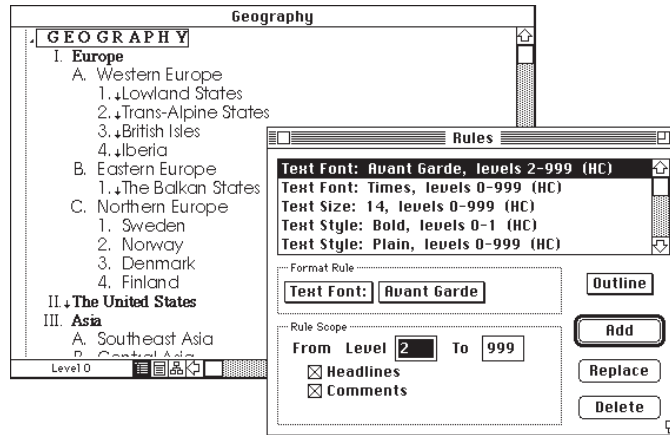 Geography
GEOGRAPHY
I. Europe
A. Western Europe
1. Lowland States
2. Trans-Alpine States
3. British Isles
4. Iberia
B. Eastern Europe
1. The Balkan States
C. Northern Europe
1. Sweden
2. Norway
3. Denmark
4. Finland
II. The United States
III. Asia
A. Southeast Asia
B. Central Asia
Level 0
Rules
Text Font: Avant Garde, levels 2-999 (HC)
Text Font: Times, levels 0-999 (HC)
Text Size: 14, levels 0-999 (HC)
Text Style: Bold, levels 0-1 (HC)
Text Style: Plain, levels 0-999 (HC)
Format Rule
Text Font: Avant Garde
Rule Scope
From Level 2 To 999
Headlines
Comments
Outline
Add
Replace
Delete